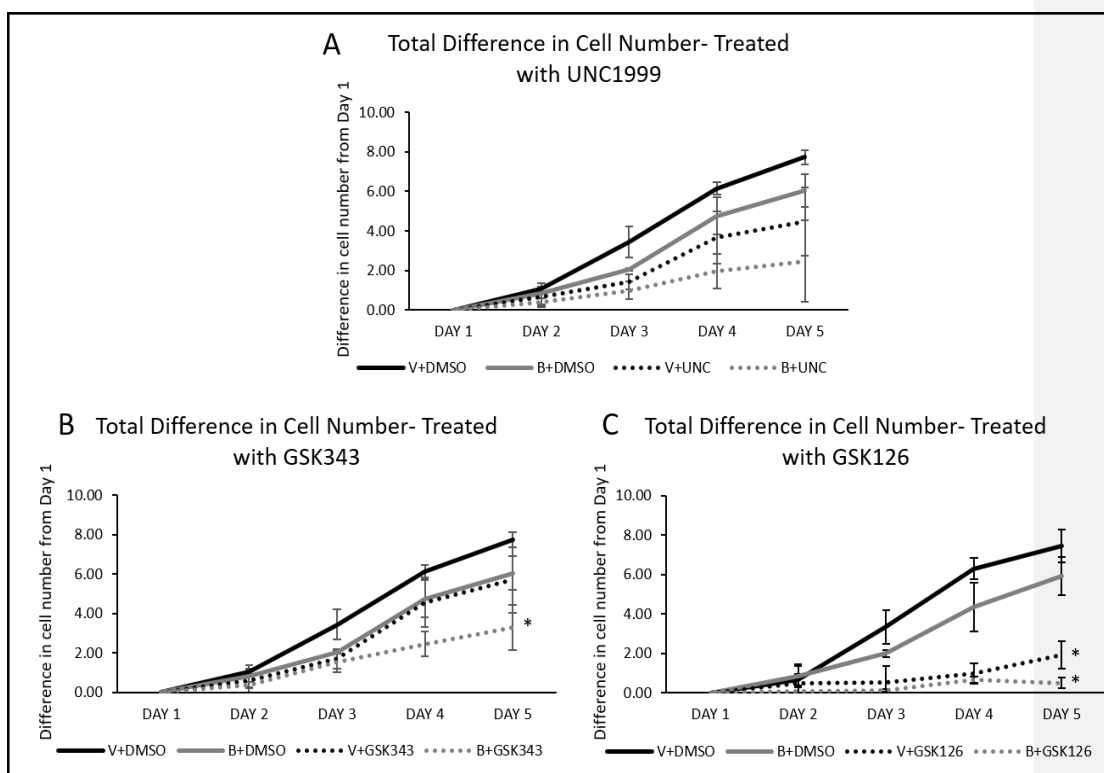 A Total Difference in Cell Number- Treated
with UNC1999
Difference in cell number from Day 1
10.00
8.00
6.00
4.00
2.00
0.00
DAY 1 DAY 2 DAY 3 DAY 4 DAY 5
V+DMSO B+DMSO V+UNC B+UNC
B Total Difference in Cell Number- Treated
with GSK343
Difference in cell number from Day 1
10.00
8.00
6.00
4.00
2.00
0.00
*
DAY 1 DAY 2 DAY 3 DAY 4 DAY 5
V+DMSO B+DMSO V+GSK343 B+GSK343
C Total Difference in Cell Number- Treated
with GSK126
Difference in cell number from Day 1
10.00
8.00
6.00
4.00
2.00
0.00
*
*
DAY 1 DAY 2 DAY 3 DAY 4 DAY 5
V+DMSO B+DMSO V+GSK126 B+GSK126